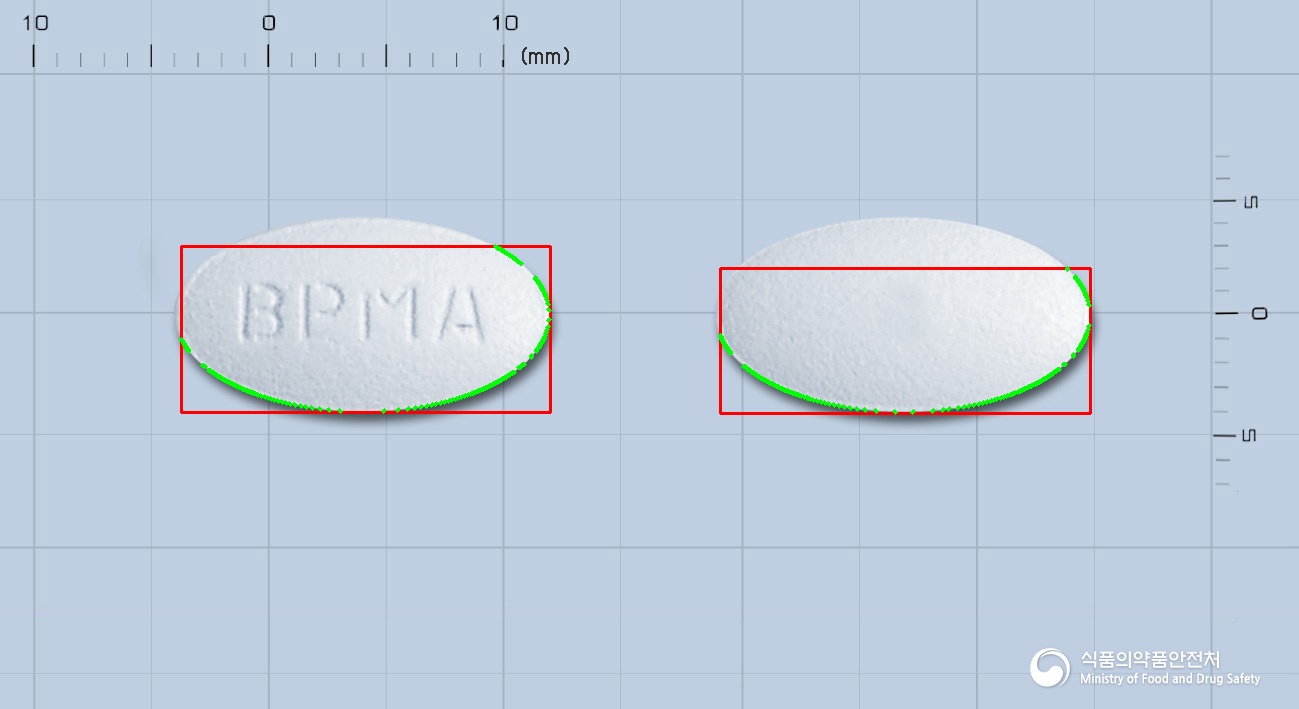 10 0 10
(mm)
BPMA
5
0
5
식품의약품안전처
Ministry of Food and Drug Safety